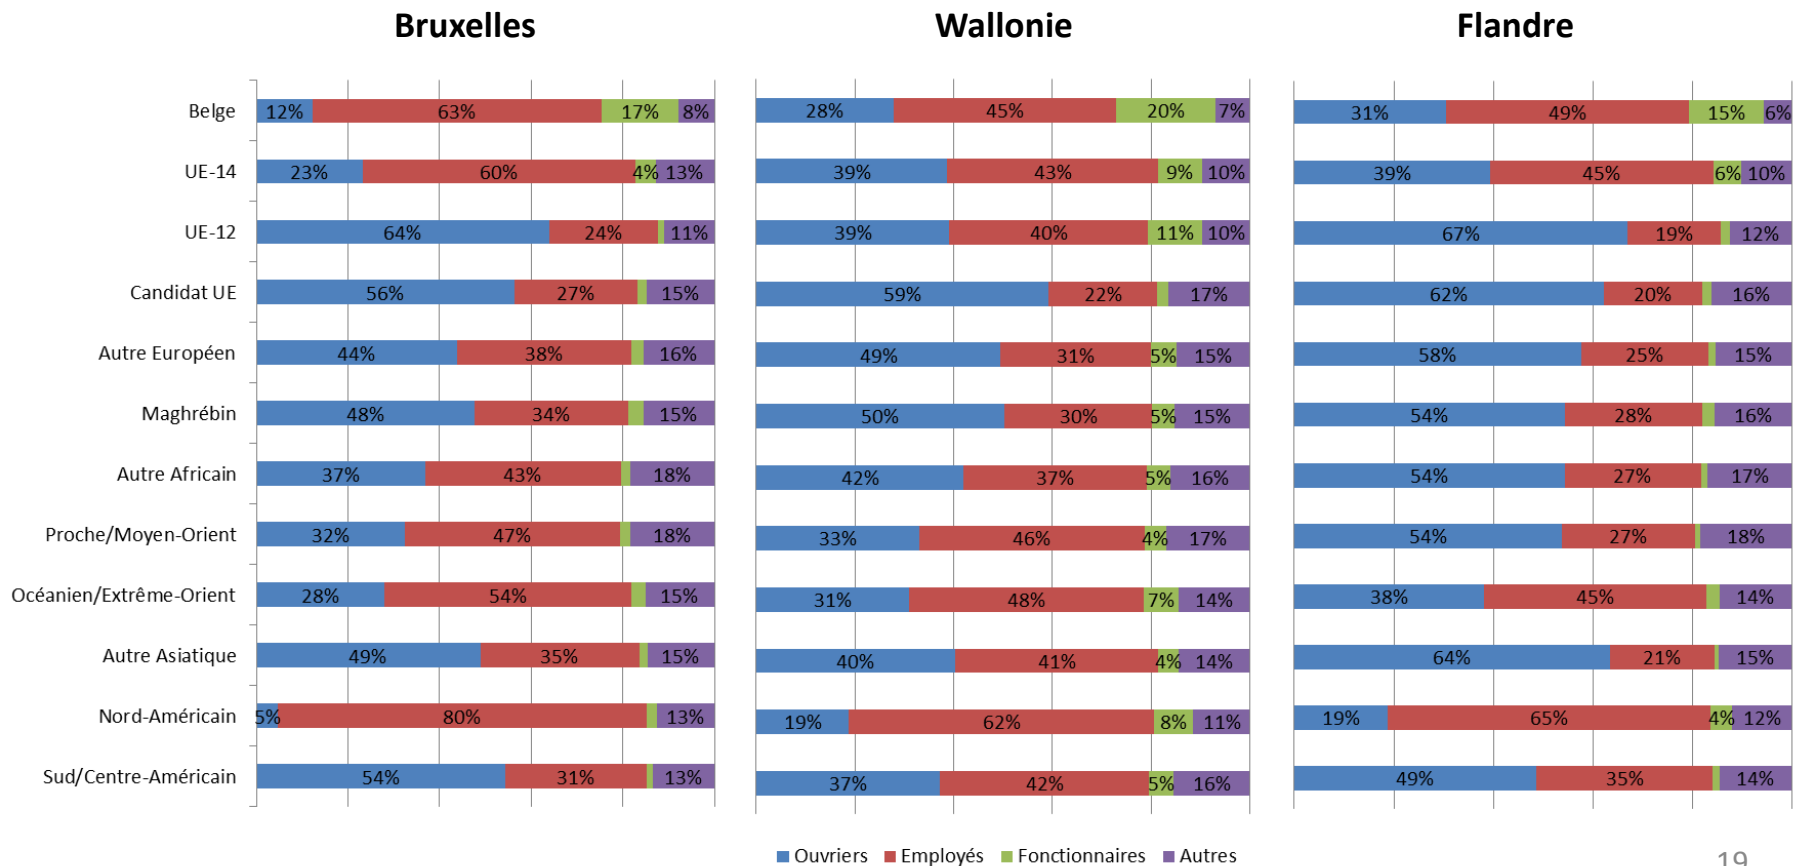 Bruxelles Wallonie Flandre
Belge 12% 63% 17% 8% 28% 45% 20% 7% 31% 49% 15% 6%
UE-14 23% 60% 4% 13% 39% 43% 9% 10% 39% 45% 6% 10%
UE-12 64% 24% 11% 39% 40% 11% 10% 67% 19% 12%
Candidat UE 56% 27% 15% 59% 22% 17% 62% 20% 16%
Autre Européen 44% 38% 16% 49% 31% 5% 15% 58% 25% 15%
Maghrébin 48% 34% 15% 50% 30% 5% 15% 54% 28% 16%
Autre Africain 37% 43% 18% 42% 37% 5% 16% 54% 27% 17%
Proche/Moyen-Orient 32% 47% 18% 33% 46% 4% 17% 54% 27% 18%
Océanien/Extrême-Orient 28% 54% 15% 31% 48% 7% 14% 38% 45% 14%
Autre Asiatique 49% 35% 15% 40% 41% 4% 14% 64% 21% 15%
Nord-Américain 5% 80% 13% 19% 62% 8% 11% 19% 65% 4% 12%
Sud/Centre-Américain 54% 31% 13% 37% 42% 5% 16% 49% 35% 14%
Ouvriers Employés Fonctionnaires Autres
19